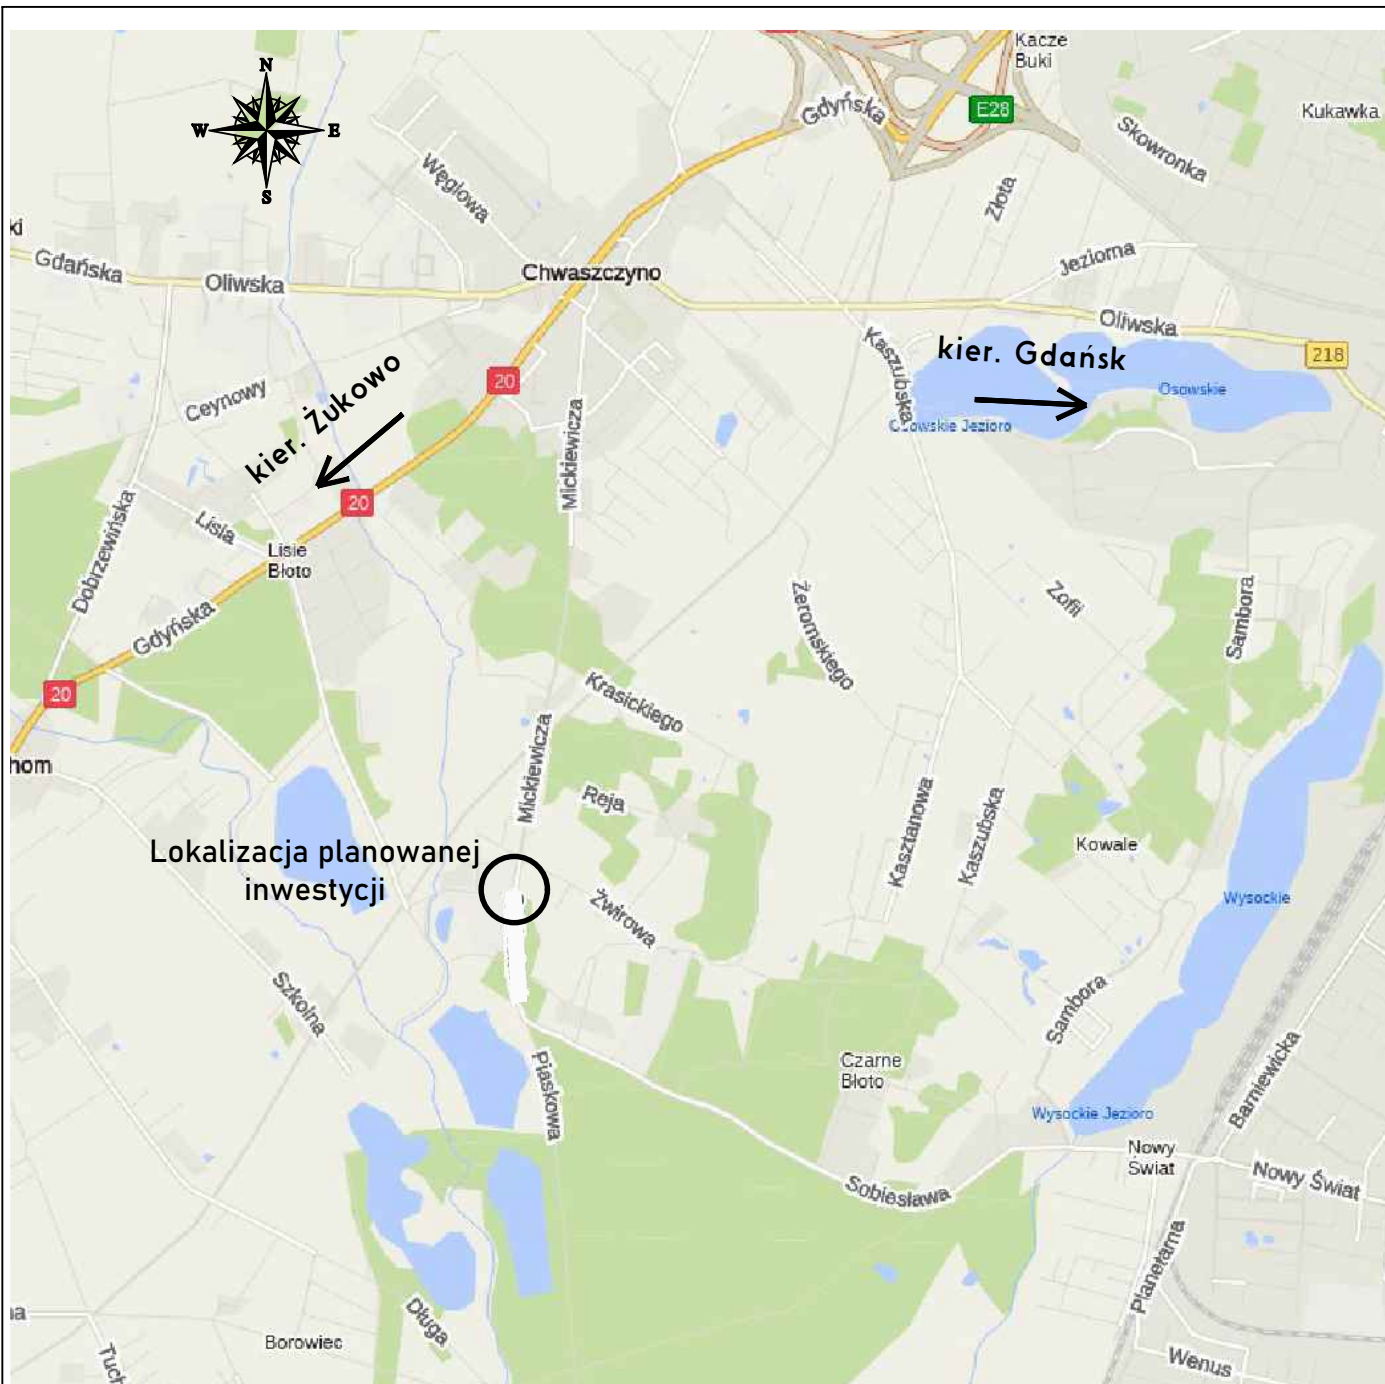 Kacze
Buki
N
W
E
S
E28
Kukawka
Gdyńska
Skowronka
Węglowa
Złota
ki
Gdańska
Oliwska
Chwaszczyno
Jeziorna
Oliwska
218
kier. Gdańsk
Kaszubska
Osowskie
Osowskie Jezioro
20
kier. Żukowo
Ceynowy
Mickiewicza
20
Lisia
Lisie
Błoto
Dobrzewińska
Gdyńska
Żeromskiego
Zofii
Sambora
20
Krasickiego
Mickiewicza
hom
Reja
Kasztanowa
Kaszubska
Kowale
Lokalizacja planowanej
inwestycji
Żwirowa
Wysockie
Szkolna
Sambora
Piaskowa
Czarne
Błoto
Barniewicka
Wysockie Jezioro
Nowy
Świat
Nowy Świat
Sobiesława
Planetarna
Długa
Borowiec
na
Tuch
Wenus